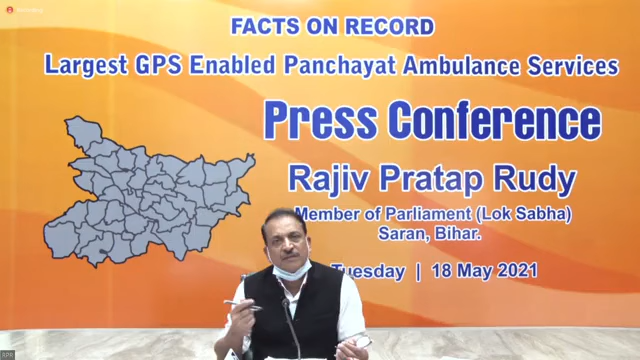 FACTS ON RECORD
Largest GPS Enabled Panchayat Ambulance Services
Press Conference
Rajiv Pratap Rudy
Member of Parliament (Lok Sabha)
Saran, Bihar.
Tuesday | 18 May 2021